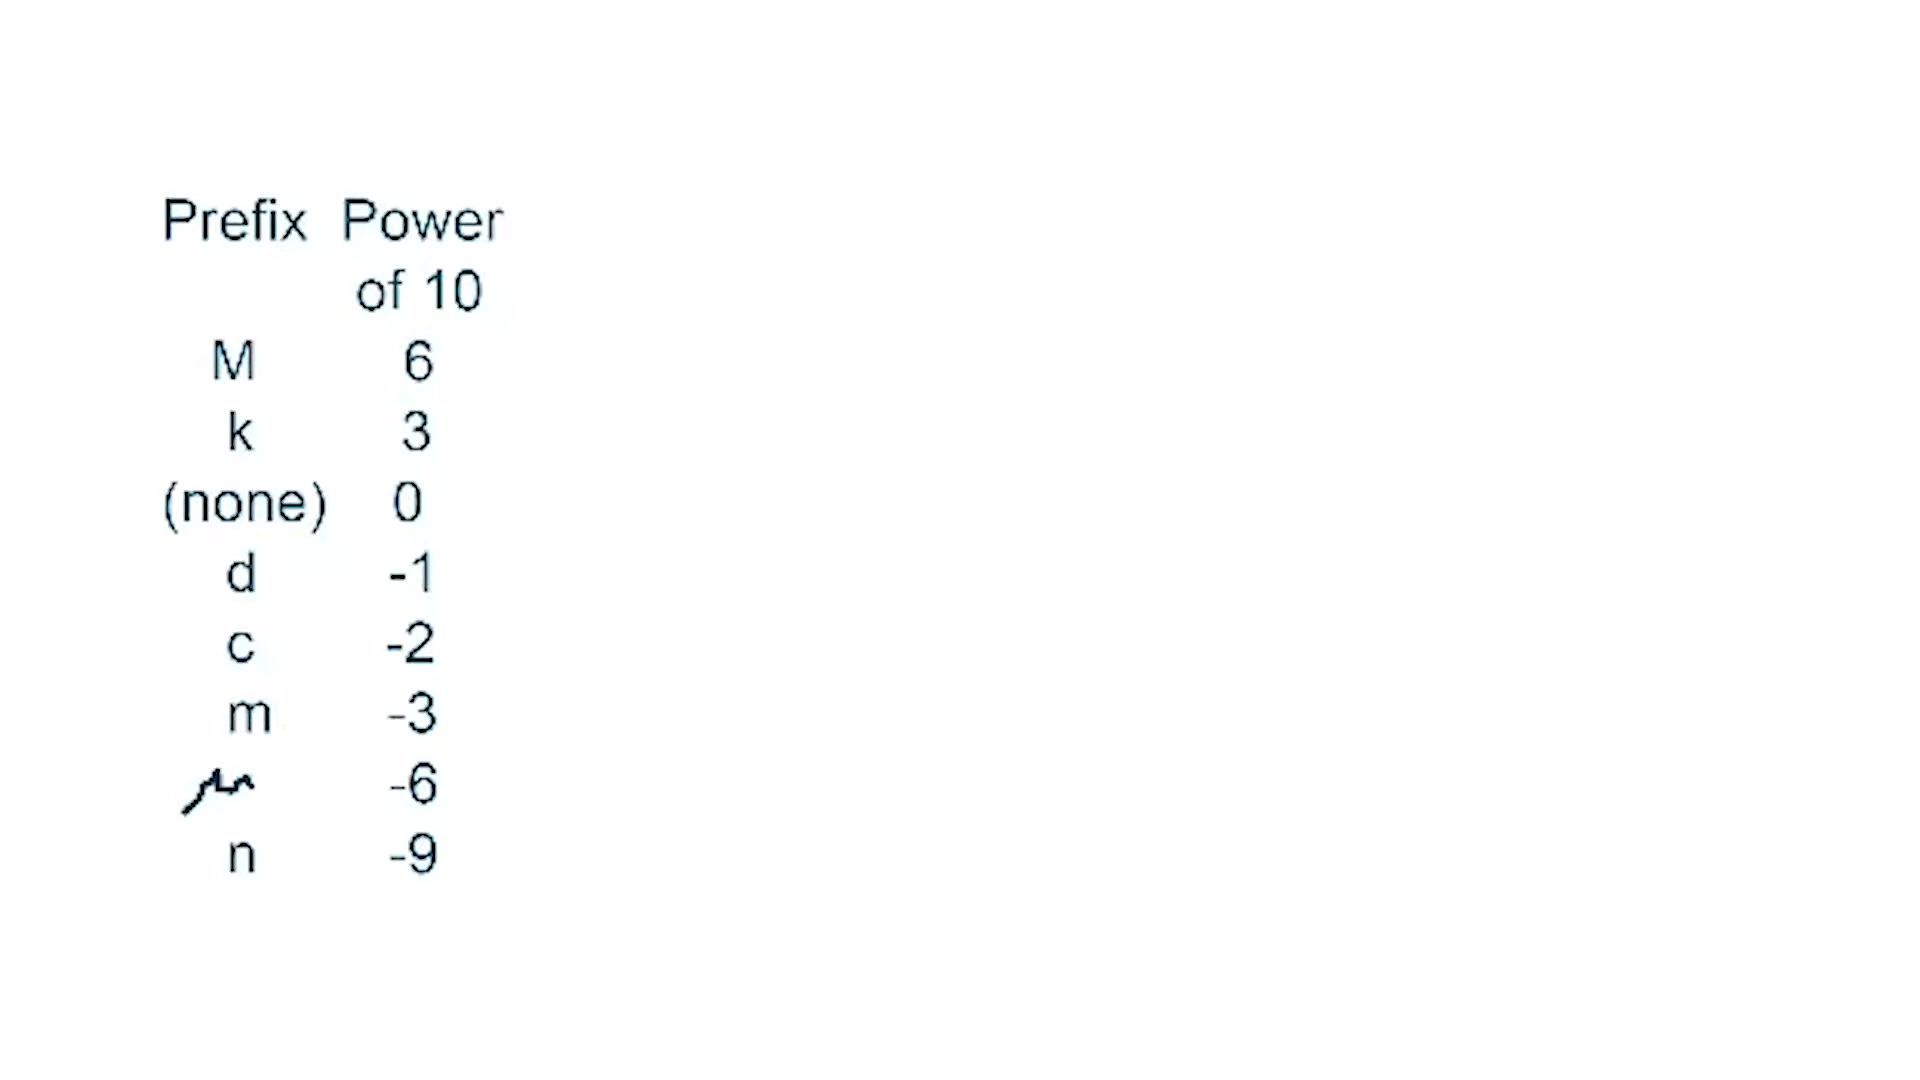 Prefix Power
of 10
M 6
k 3
(none) 0
d -1
c -2
m -3
μ -6
n -9